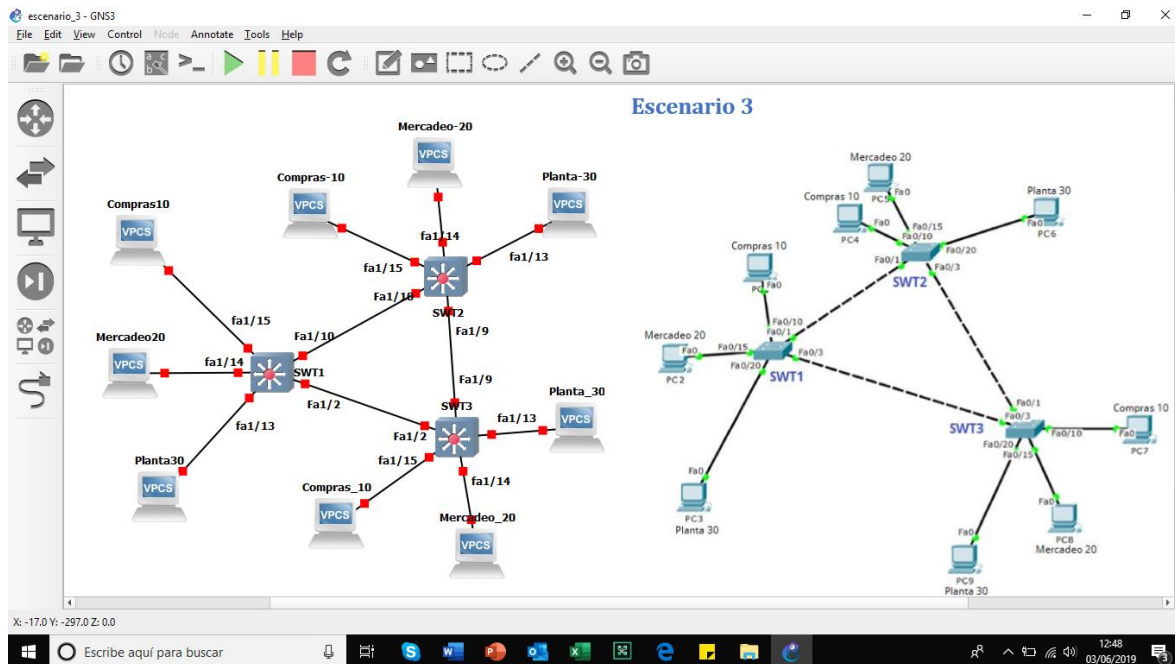 escenario_3 - GNS3
File Edit View Control Node Annotate Tools Help
Escenario 3
Mercadeo-20
VPCS
Compras-10
VPCS
Planta-30
VPCS
Compras10
VPCS
fa1/14
fa1/15
fa1/13
Fa1/10
SWT2
fa1/15
Fa1/10
Fa1/9
Mercadeo20
VPCS
fa1/14
SWT1
Fa1/9
Fa1/2
fa1/13
SWT3
Planta_30
VPCS
fa1/13
Fa1/2
fa1/15
fa1/14
Planta30
VPCS
Compras_10
VPCS
Mercadeo_20
VPCS
Mercadeo 20
Fa0
PC5
Compras 10
Fa0
PC4
Fa0/15
Fa0/10
Planta 30
Fa0
PC6
Fa0/20
Fa0/1
Fa0/3
SWT2
Compras 10
Fa0
Fa0/10
Fa0/1
Mercadeo 20
Fa0
PC2
Fa0/15
Fa0/3
Fa0/20
SWT1
Fa0/1
Fa0/3
SWT3
Fa0/10
Fa0/20
Fa0/15
Compras 10
Fa0
PC7
Fa0
PC3
Planta 30
Fa0
PC8
Mercadeo 20
Fa0
PC9
Planta 30
X: -17.0 Y: -297.0 Z: 0.0
Escribe aquí para buscar
12:48
03/06/2019